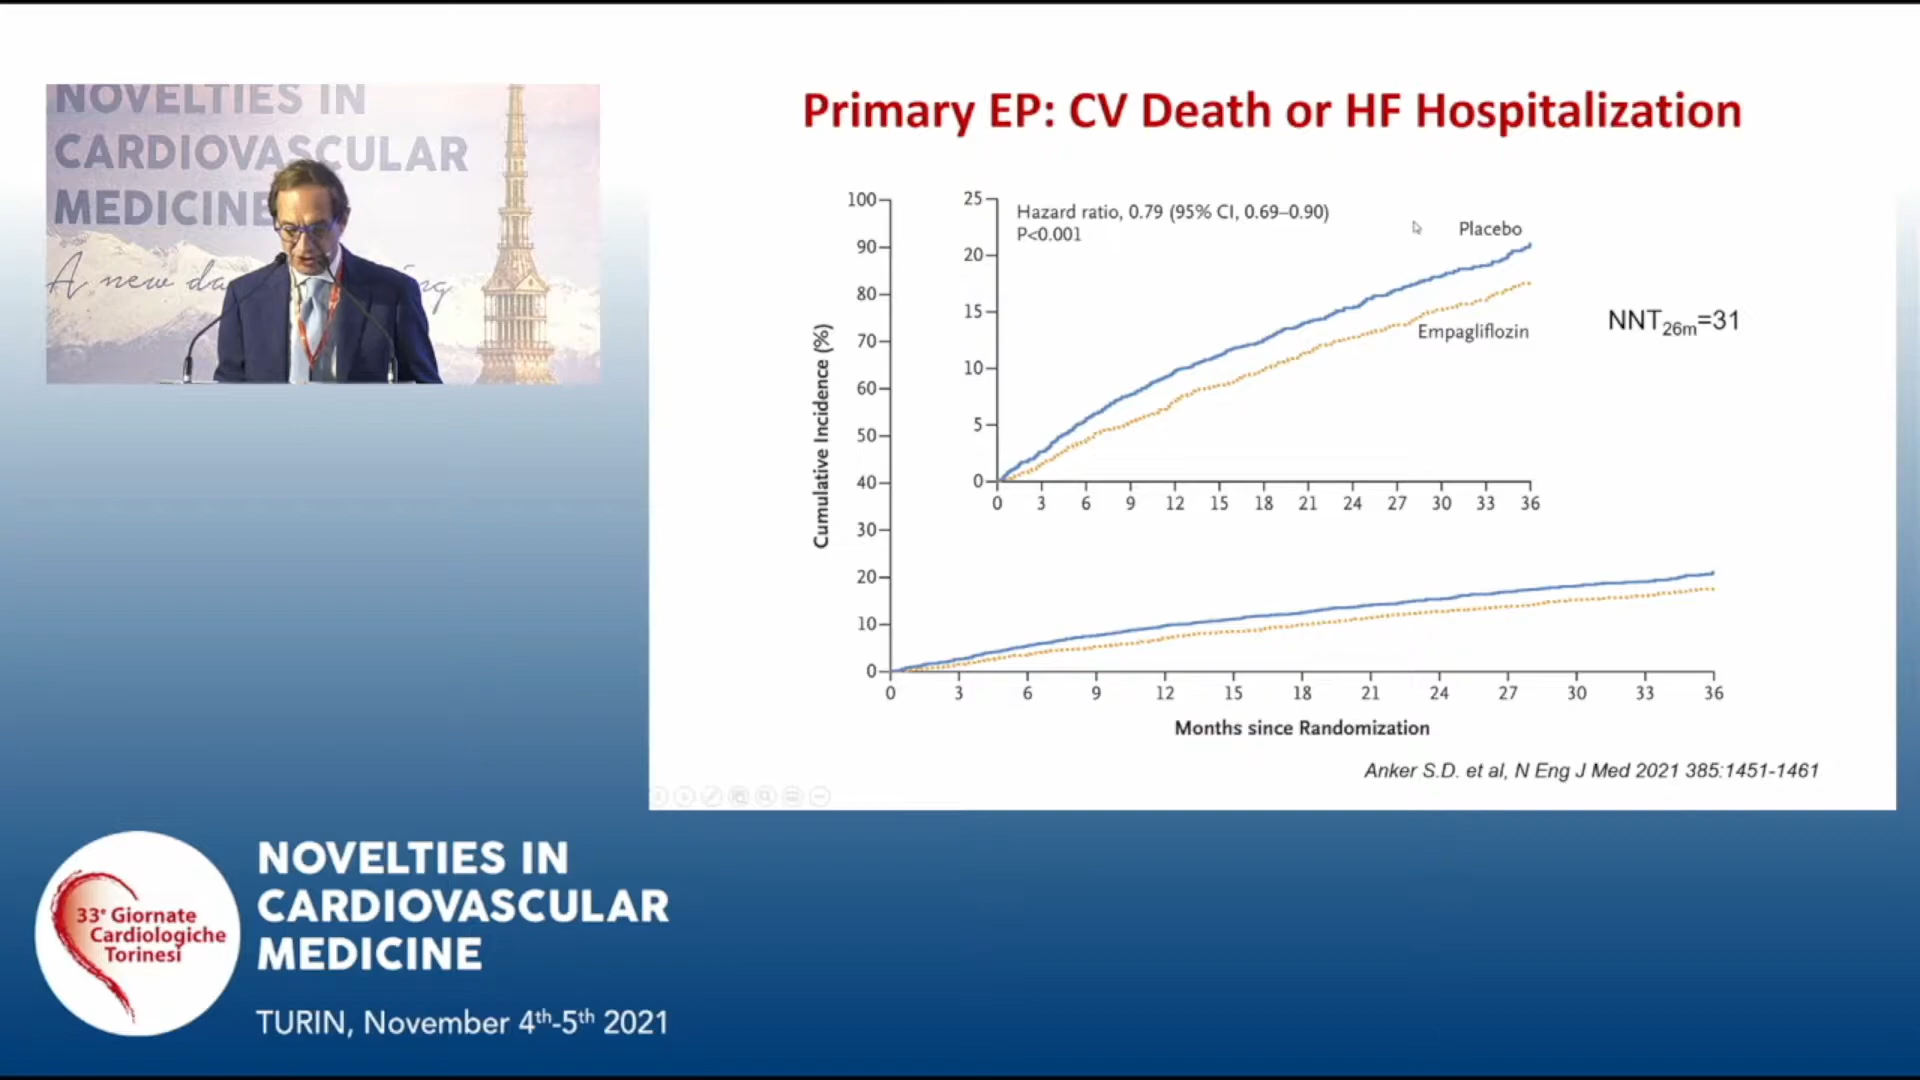 NOVELTIES IN
CARDIOVASCULAR
MEDICINE
A new da
ng
Primary EP: CV Death or HF Hospitalization
Cumulative Incidence (%)
100
90
80
70
60
50
40
30
20
10
0
25
20
15
10
5
0
Hazard ratio, 0.79 (95% CI, 0.69–0.90)
P<0.001
Placebo
Empagliflozin
0 3 6 9 12 15 18 21 24 27 30 33 36
NNT26m=31
0 3 6 9 12 15 18 21 24 27 30 33 36
Months since Randomization
Anker S.D. et al, N Eng J Med 2021 385:1451-1461
33° Giornate
Cardiologiche
Torinesi
NOVELTIES IN
CARDIOVASCULAR
MEDICINE
TURIN, November 4th-5th 2021